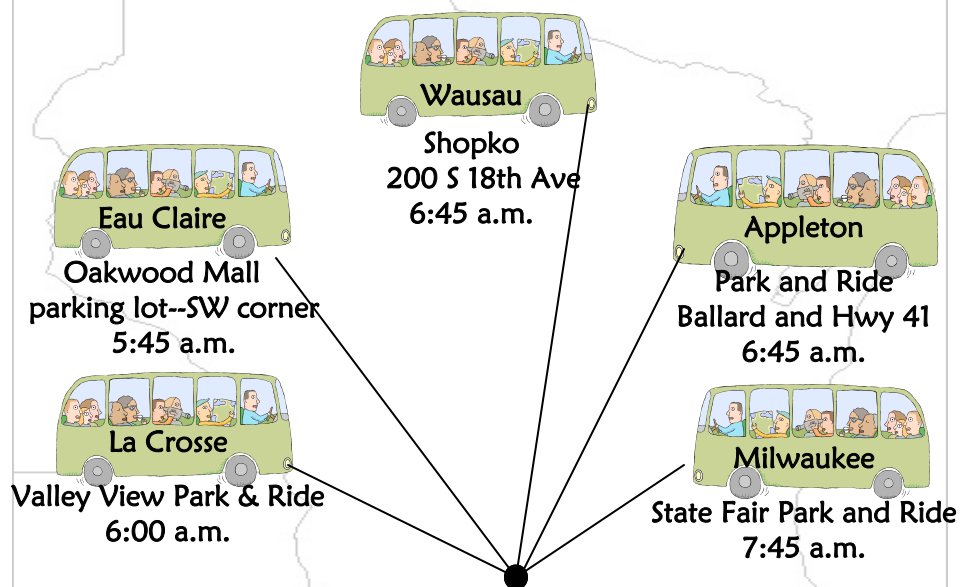 Wausau
Shopko
200 S 18th Ave
6:45 a.m.
Eau Claire
Oakwood Mall
parking lot--SW corner
5:45 a.m.
Appleton
Park and Ride
Ballard and Hwy 41
6:45 a.m.
La Crosse
Valley View Park & Ride
6:00 a.m.
Milwaukee
State Fair Park and Ride
7:45 a.m.